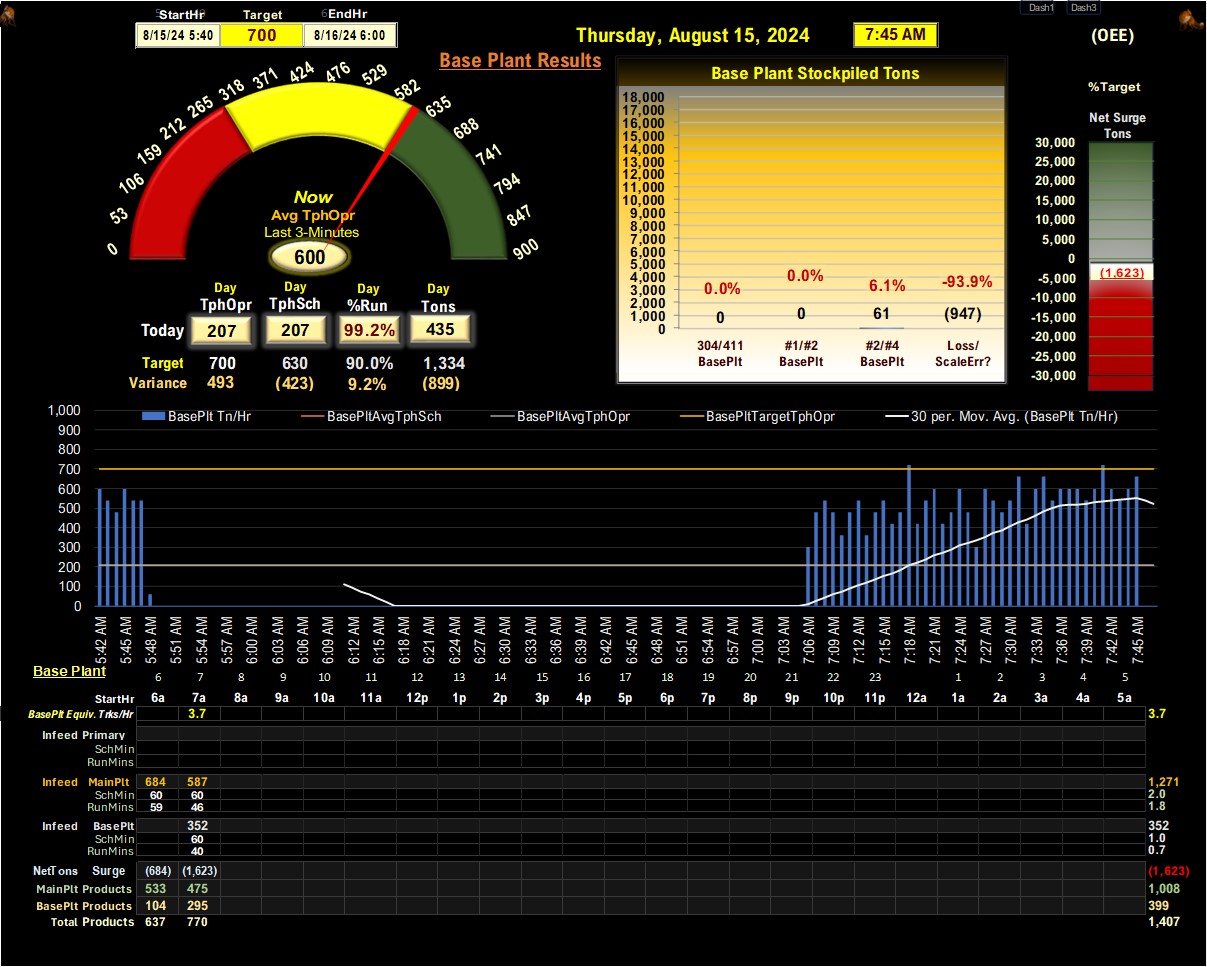 StartHr Target EndHr
8/15/24 5:40 700 8/16/24 6:00
Thursday, August 15, 2024 7:45 AM (OEE)
Dash1 Dash3
Base Plant Results
0 53 106 159 212 265 318 371 424 476 529 582 635 688 741 794 847 900
Now
Avg TphOpr
Last 3-Minutes
600
Day Day Day Day
TphOpr TphSch %Run Tons
Today 207 207 99.2% 435
Target 700 630 90.0% 1,334
Variance 493 (423) 9.2% (899)
Base Plant Stockpiled Tons
18,000
17,000
16,000
15,000
14,000
13,000
12,000
11,000
10,000
9,000
8,000
7,000
6,000
5,000
4,000
3,000
2,000
1,000
0
0.0% 0.0% 6.1% -93.9%
0 0 61 (947)
304/411 #1/#2 #2/#4 Loss/
BasePlt BasePlt BasePlt ScaleErr?
%Target
Net Surge
Tons
30,000
25,000
20,000
15,000
10,000
5,000
0
-5,000
-10,000
-15,000
-20,000
-25,000
-30,000
(1,623)
BasePlt Tn/Hr BasePltAvgTphSch BasePltAvgTphOpr BasePltTargetTphOpr 30 per. Mov. Avg. (BasePlt Tn/Hr)
1,000
900
800
700
600
500
400
300
200
100
0
5:42 AM 5:45 AM 5:48 AM 5:51 AM 5:54 AM 5:57 AM 6:00 AM 6:03 AM 6:06 AM 6:09 AM 6:12 AM 6:15 AM 6:18 AM 6:21 AM 6:24 AM 6:27 AM 6:30 AM 6:33 AM 6:36 AM 6:39 AM 6:42 AM 6:45 AM 6:48 AM 6:51 AM 6:54 AM 6:57 AM 7:00 AM 7:03 AM 7:06 AM 7:09 AM 7:12 AM 7:15 AM 7:18 AM 7:21 AM 7:24 AM 7:27 AM 7:30 AM 7:33 AM 7:36 AM 7:39 AM 7:42 AM 7:45 AM
Base Plant
6 7 8 9 10 11 12 13 14 15 16 17 18 19 20 21 22 23 1 2 3 4 5
StartHr 6a 7a 8a 9a 10a 11a 12p 1p 2p 3p 4p 5p 6p 7p 8p 9p 10p 11p 12a 1a 2a 3a 4a 5a
BasePlt Equiv. Trks/Hr 3.7 3.7
Infeed Primary
SchMin
RunMins
Infeed MainPlt 684 587 1,271
SchMin 60 60 2.0
RunMins 59 46 1.8
Infeed BasePlt 352 352
SchMin 60 1.0
RunMins 40 0.7
NetTons Surge (684) (1,623) (1,623)
MainPlt Products 533 475 1,008
BasePlt Products 104 295 399
Total Products 637 770 1,407